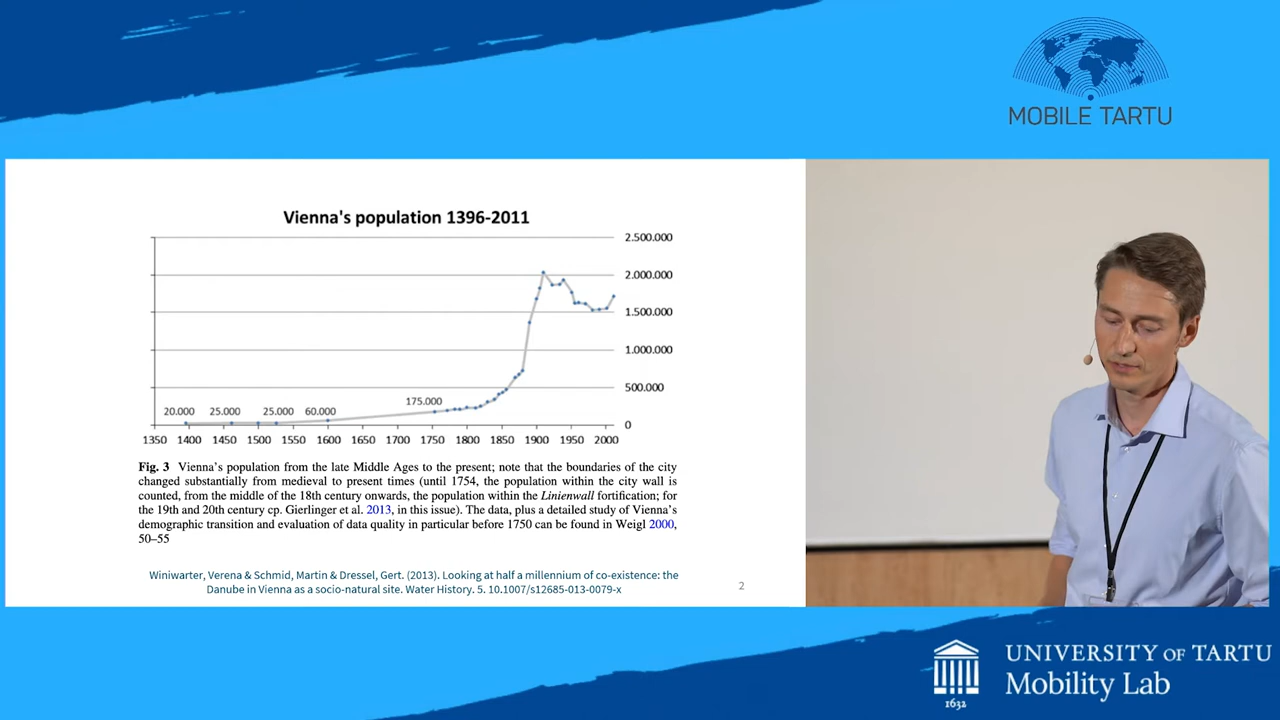 MOBILE TARTU
Vienna's population 1396-2011
2.500.000
2.000.000
1.500.000
1.000.000
500.000
0
20.000 25.000 25.000 60.000 175.000
1350 1400 1450 1500 1550 1600 1650 1700 1750 1800 1850 1900 1950 2000
Fig. 3 Vienna's population from the late Middle Ages to the present; note that the boundaries of the city
changed substantially from medieval to present times (until 1754, the population within the city wall is
counted, from the middle of the 18th century onwards, the population within the Linienwall fortification; for
the 19th and 20th century cp. Gierlinger et al. 2013, in this issue). The data, plus a detailed study of Vienna's
demographic transition and evaluation of data quality in particular before 1750 can be found in Weigl 2000,
50–55
Winiwarter, Verena & Schmid, Martin & Dressel, Gert. (2013). Looking at half a millennium of co-existence: the
Danube in Vienna as a socio-natural site. Water History. 5. 10.1007/s12685-013-0079-x
2
UNIVERSITY OF TARTU
Mobility Lab
1632